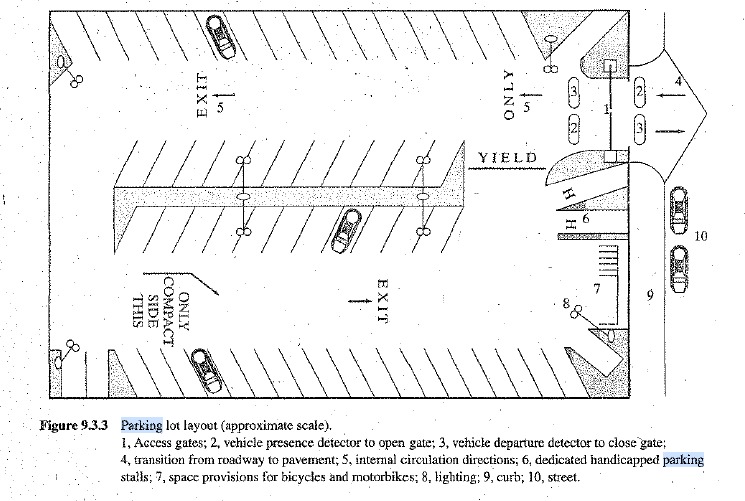 EXIT
5
ONLY
5
3
2
1
2
3
4
YIELD
H
H
6
10
7
9
8
EXIT
ONLY
COMPACT
SIDE
THIS
Figure 9.3.3 Parking lot layout (approximate scale).
1, Access gates; 2, vehicle presence detector to open gate; 3, vehicle departure detector to close gate;
4, transition from roadway to pavement; 5, internal circulation directions; 6, dedicated handicapped parking
stalls; 7, space provisions for bicycles and motorbikes; 8, lighting; 9, curb; 10, street.